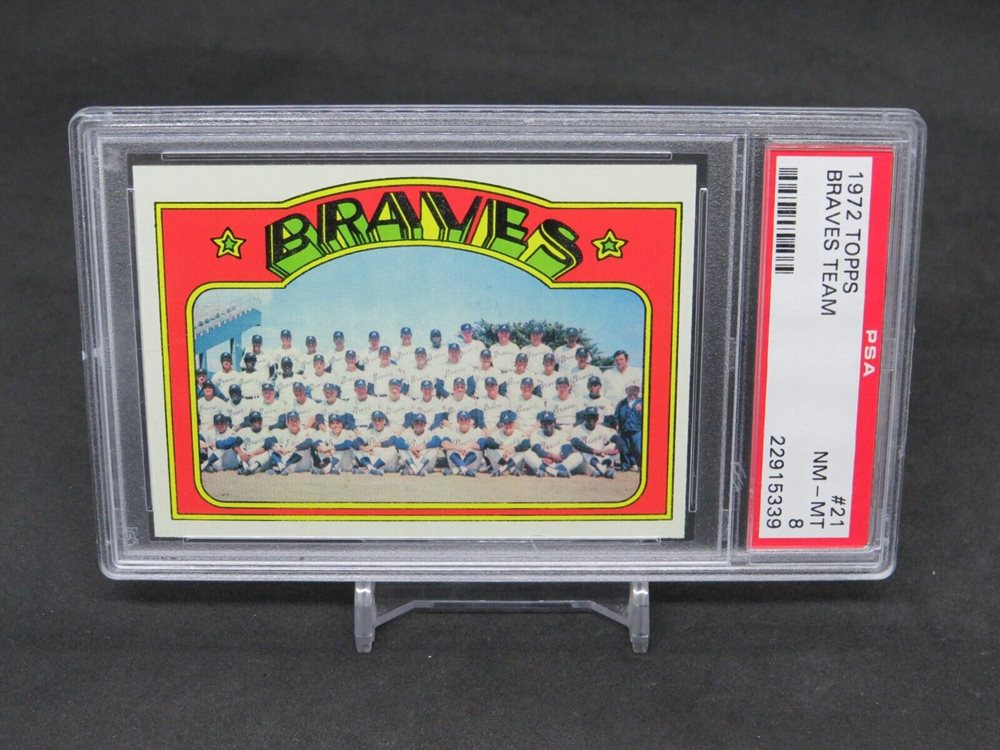 BRAVES
1972 TOPPS
BRAVES TEAM
#21
NM - MT
8
22915339
PSA